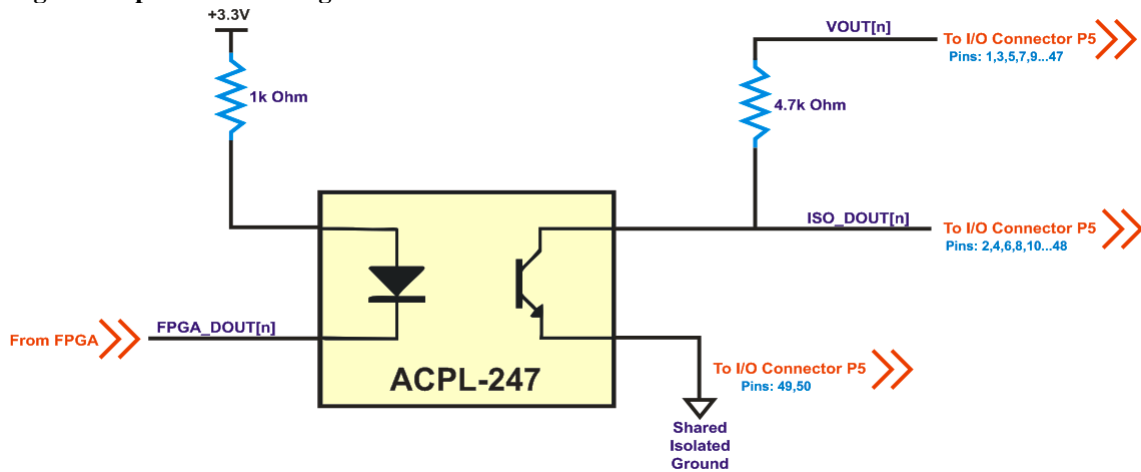 +3.3V
VOUT[n]
To I/O Connector P5
Pins: 1,3,5,7,9...47
1k Ohm
4.7k Ohm
ISO_DOUT[n]
To I/O Connector P5
Pins: 2,4,6,8,10...48
FPGA_DOUT[n]
From FPGA
ACPL-247
To I/O Connector P5
Pins: 49,50
Shared
Isolated
Ground